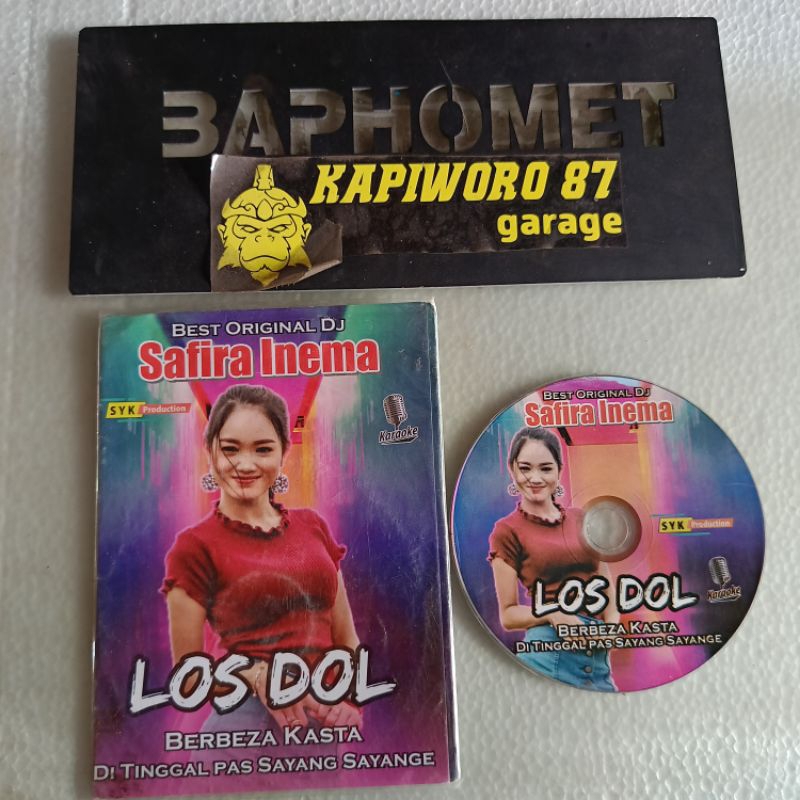 BAPHOMET
KAPIWORO 87
garage
BEST ORIGINAL DJ
Safira Inema
SYK Production
Karaoke
LOS DOL
BERBEZA KASTA
DI TINGGAL PAS SAYANG SAYANGE
BEST ORIGINAL DJ
Safira Inema
SYK Production
Karaoke
LOS DOL
BERBEZA KASTA
DI TINGGAL PAS SAYANG SAYANGE